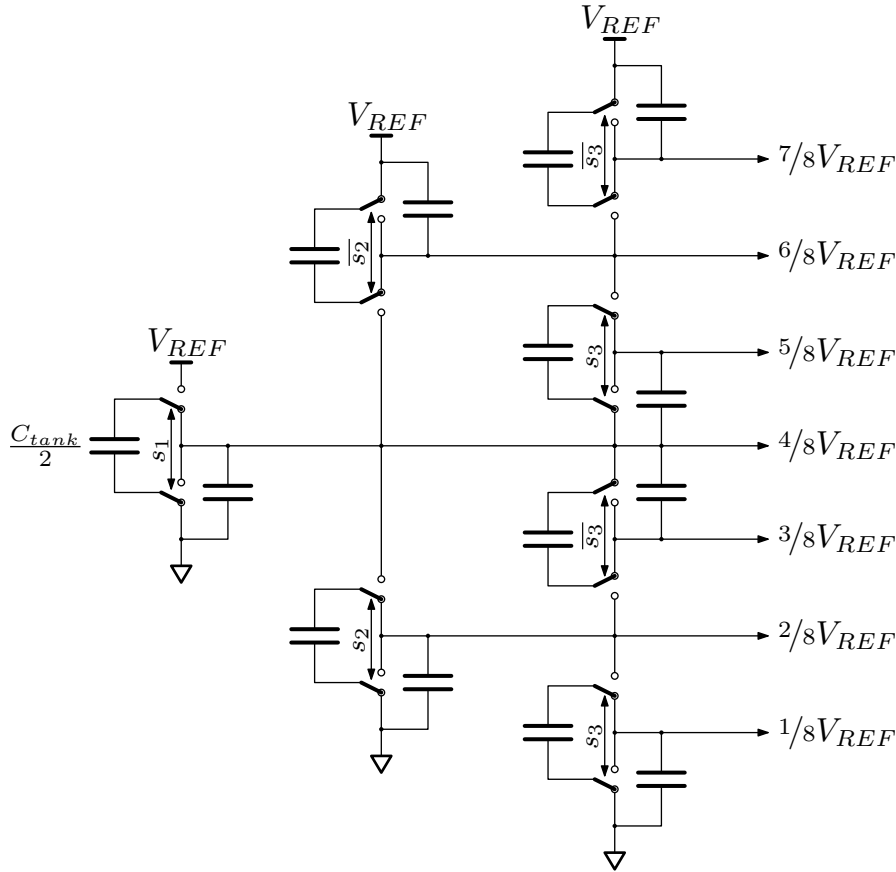 V_REF
V_REF
s̅₃
7/8V_REF
s̅₂
6/8V_REF
V_REF
s₃
5/8V_REF
C_tank/2
s₁
4/8V_REF
s̅₃
3/8V_REF
s₂
2/8V_REF
s₃
1/8V_REF